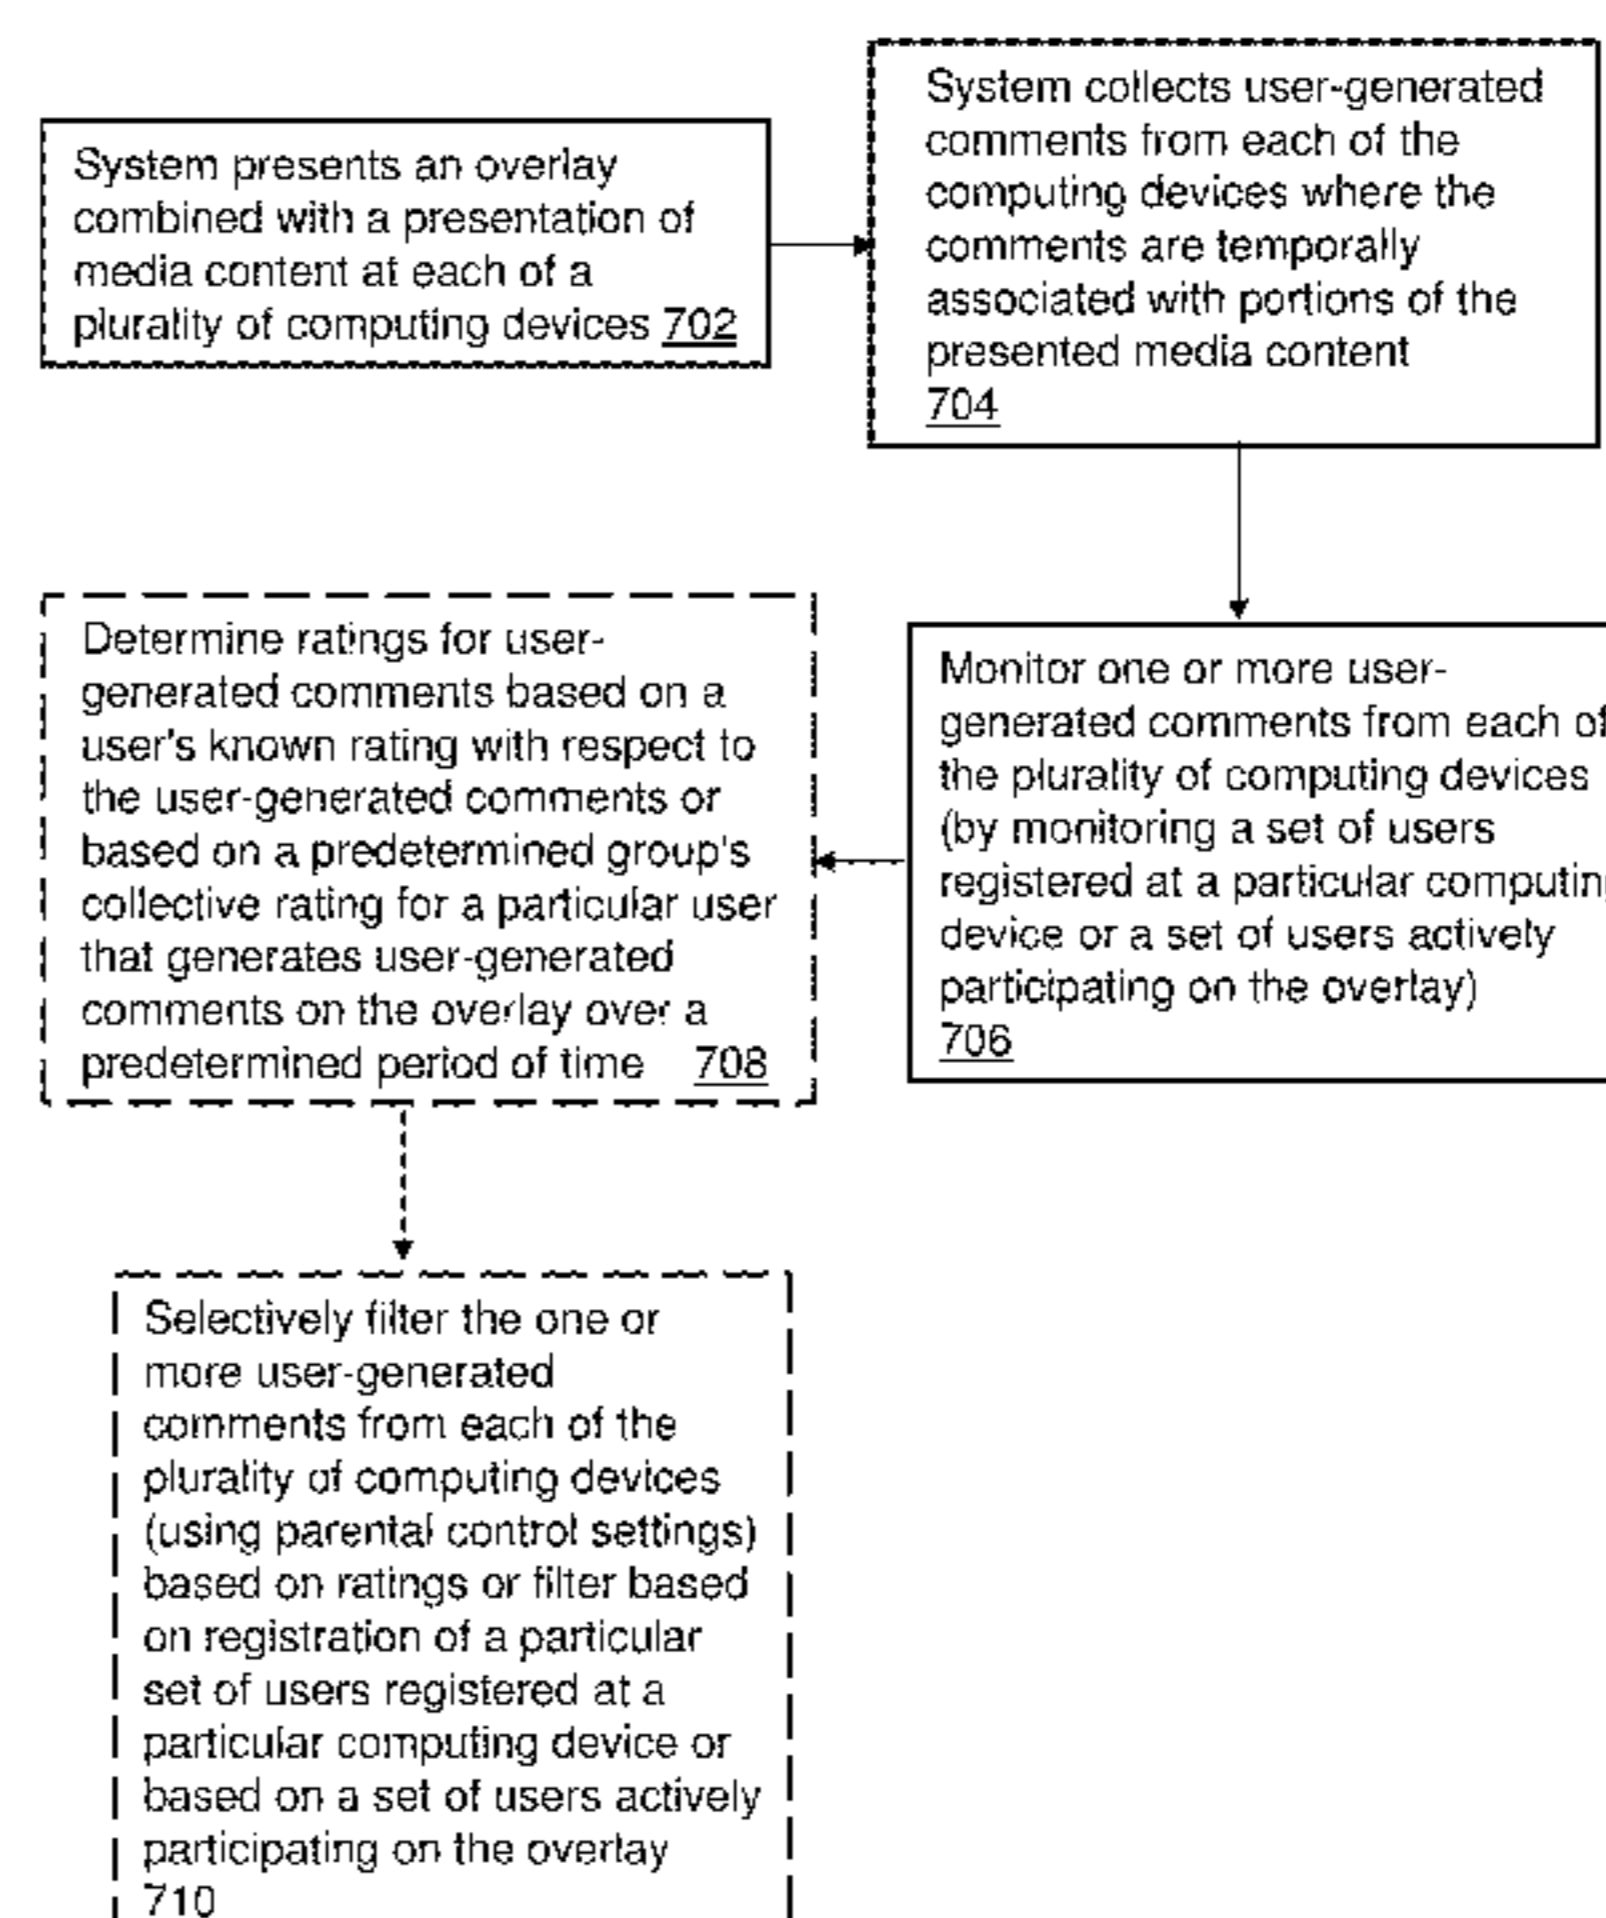 System presents an overlay
combined with a presentation of
media content at each of a
plurality of computing devices 702
System collects user-generated
comments from each of the
computing devices where the
comments are temporally
associated with portions of the
presented media content
704
Monitor one or more user-
generated comments from each of
the plurality of computing devices
(by monitoring a set of users
registered at a particular computing
device or a set of users actively
participating on the overlay)
706
Determine ratings for user-
generated comments based on a
user's known rating with respect to
the user-generated comments or
based on a predetermined group's
collective rating for a particular user
that generates user-generated
comments on the overlay over a
predetermined period of time 708
Selectively filter the one or
more user-generated
comments from each of the
plurality of computing devices
(using parental control settings)
based on ratings or filter based
on registration of a particular
set of users registered at a
particular computing device or
based on a set of users actively
participating on the overlay
710